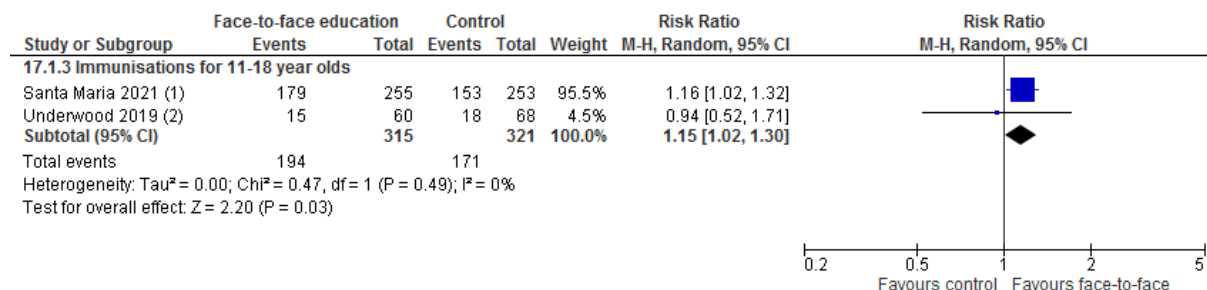 Face-to-face education Control Risk Ratio Risk Ratio
Study or Subgroup Events Total Events Total Weight M-H, Random, 95% CI M-H, Random, 95% CI
17.1.3 Immunisations for 11-18 year olds
Santa Maria 2021 (1) 179 255 153 253 95.5% 1.16 [1.02, 1.32]
Underwood 2019 (2) 15 60 18 68 4.5% 0.94 [0.52, 1.71]
Subtotal (95% CI) 315 321 100.0% 1.15 [1.02, 1.30]
Total events 194 171
Heterogeneity: Tau² = 0.00; Chi² = 0.47, df = 1 (P = 0.49); I² = 0%
Test for overall effect: Z = 2.20 (P = 0.03)
0.2 0.5 1 2 5
Favours control Favours face-to-face